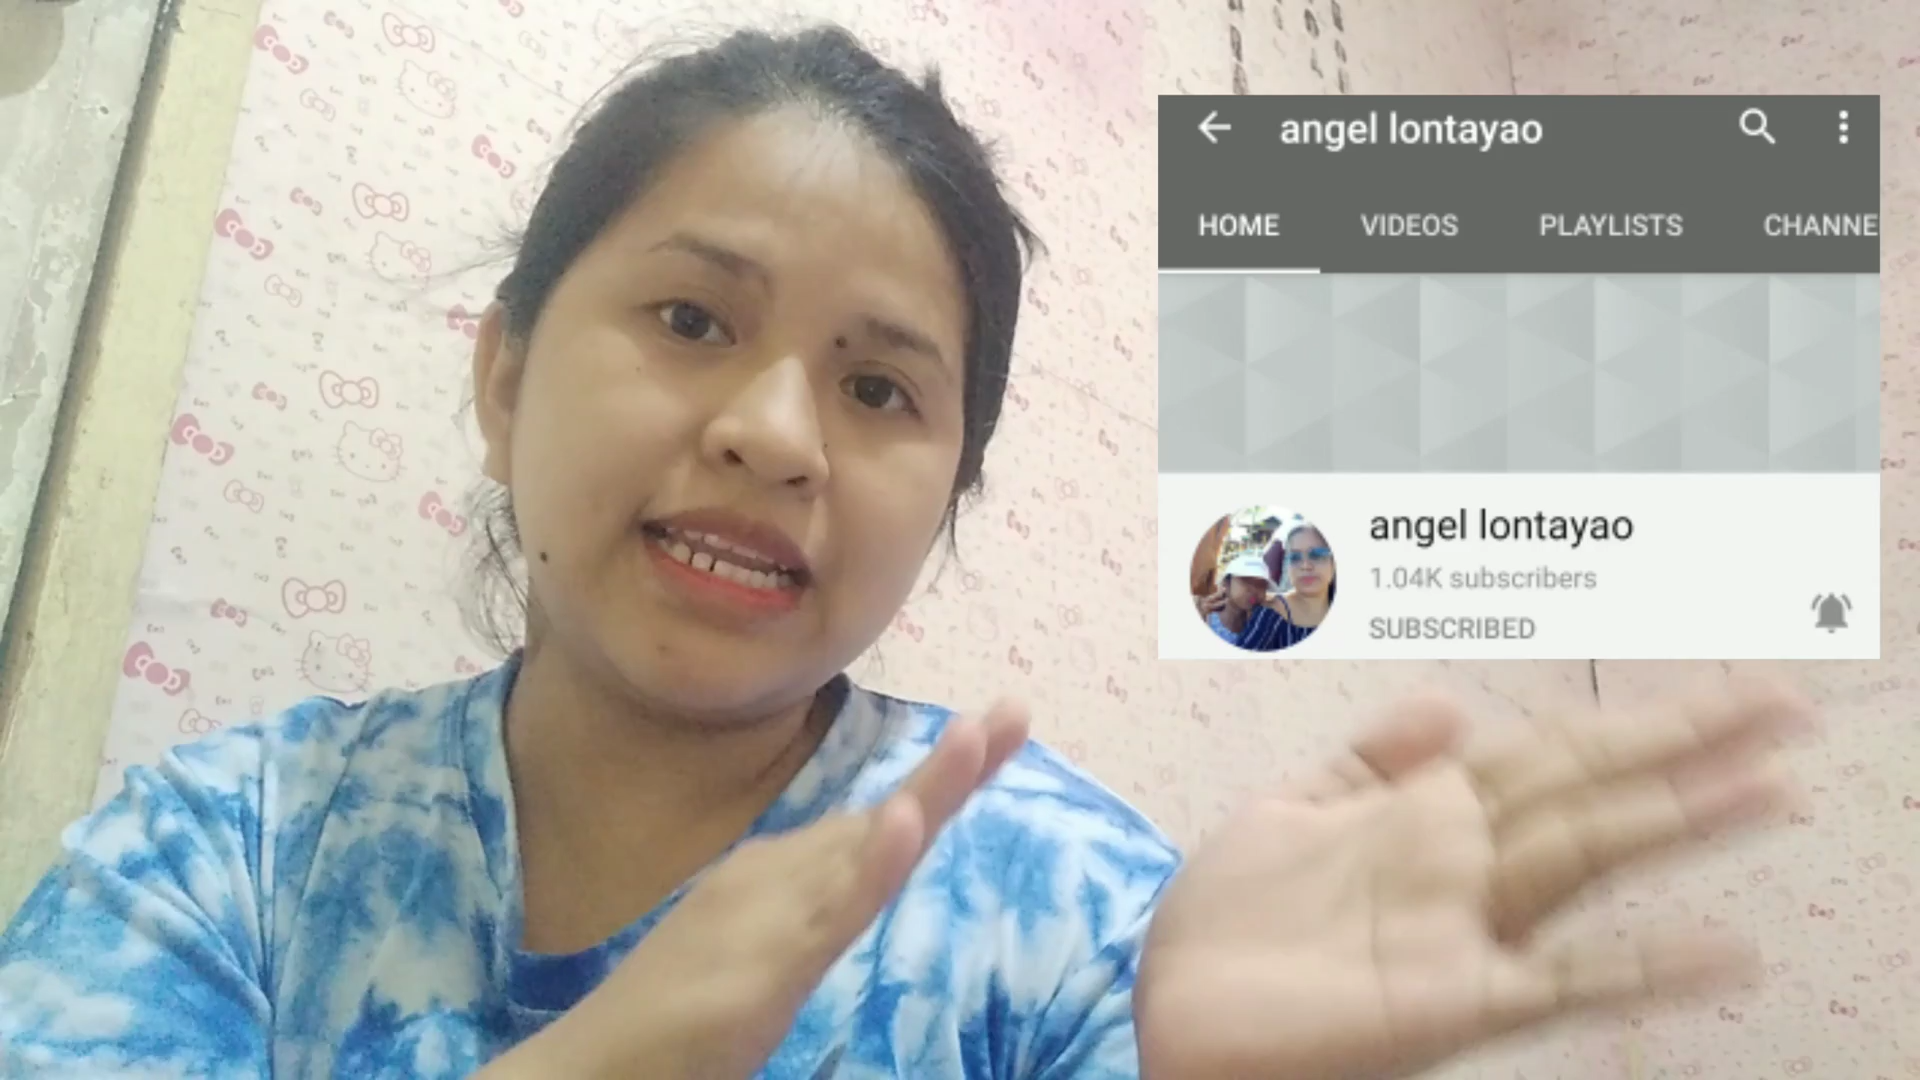 angel lontayao
HOME VIDEOS PLAYLISTS CHANNE
angel lontayao
1.04K subscribers
SUBSCRIBED